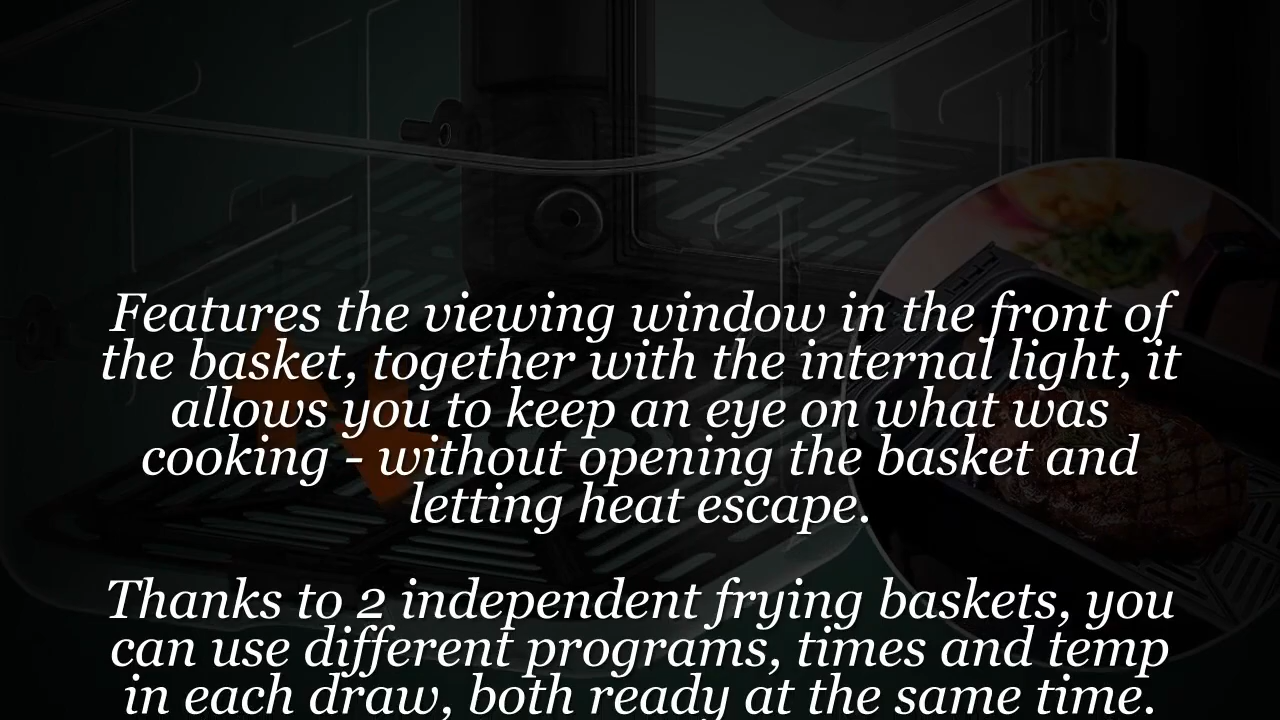 Features the viewing window in the front of
the basket, together with the internal light, it
allows you to keep an eye on what was
cooking - without opening the basket and
letting heat escape.
Thanks to 2 independent frying baskets, you
can use different programs, times and temp
in each draw, both ready at the same time.